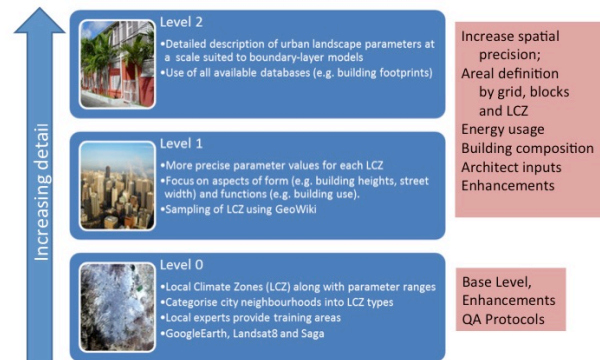 Increasing detail
Level 2
•Detailed description of urban landscape parameters at
a scale suited to boundary-layer models
•Use of all available databases (e.g. building footprints)
Level 1
•More precise parameter values for each LCZ
•Focus on aspects of form (e.g. building heights, street
width) and functions (e.g. building use).
•Sampling of LCZ using GeoWiki
Level 0
•Local Climate Zones (LCZ) along with parameter ranges
•Categorise city neighbourhoods into LCZ types
•Local experts provide training areas
•GoogleEarth, Landsat8 and Saga
Increase spatial
precision;
Areal definition
by grid, blocks
and LCZ
Energy usage
Building composition
Architect inputs
Enhancements
Base Level,
Enhancements
QA Protocols